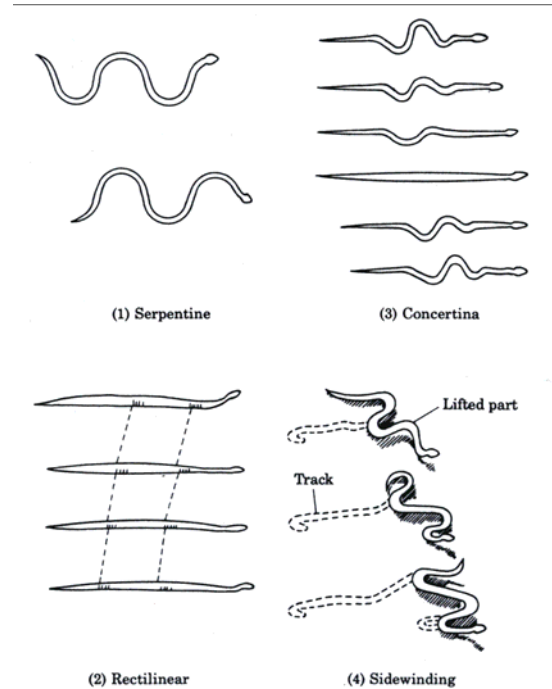 (1) Serpentine
(3) Concertina
Lifted part
Track
(2) Rectilinear
(4) Sidewinding